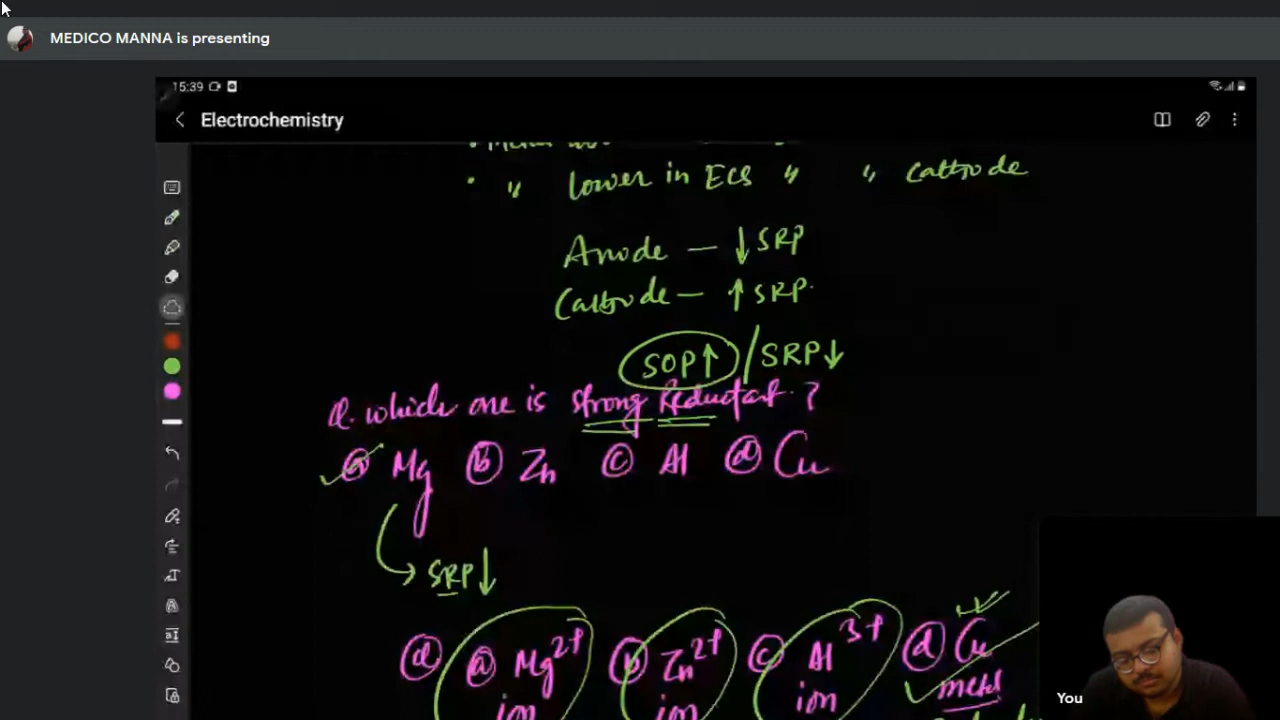 MEDICO MANNA is presenting
15:39
Electrochemistry
• " Lower in ECS " " Cathode
Anode — ↓ SRP
Cathode — ↑ SRP.
SOP↑ / SRP↓
Q. which one is strong Reductant. ?
ⓐ Mg ⓑ Zn ⓒ Al ⓓ Cu
SRP↓
ⓓ ⓐ Mg2+ ⓑ Zn2+ ⓒ Al3+ ⓓ Cu
ion ion ion metal
You